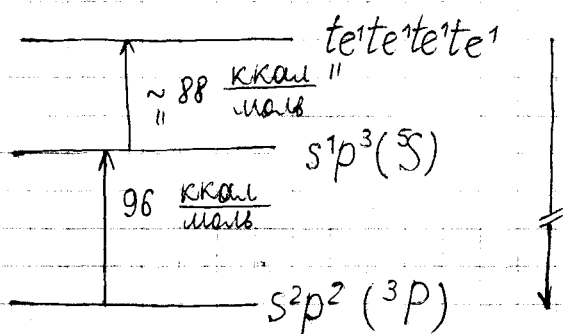 te¹te¹te¹te¹
~ 88 ккал/моль
s¹p³(⁵S)
96 ккал/моль
s²p² (³P)